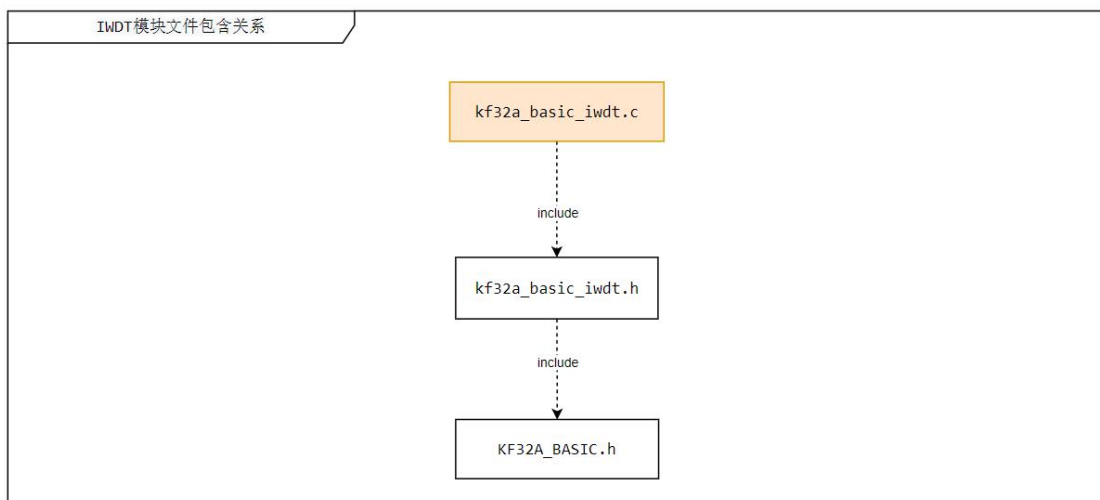 IWDT模块文件包含关系
kf32a_basic_iwdt.c
include
kf32a_basic_iwdt.h
include
KF32A_BASIC.h